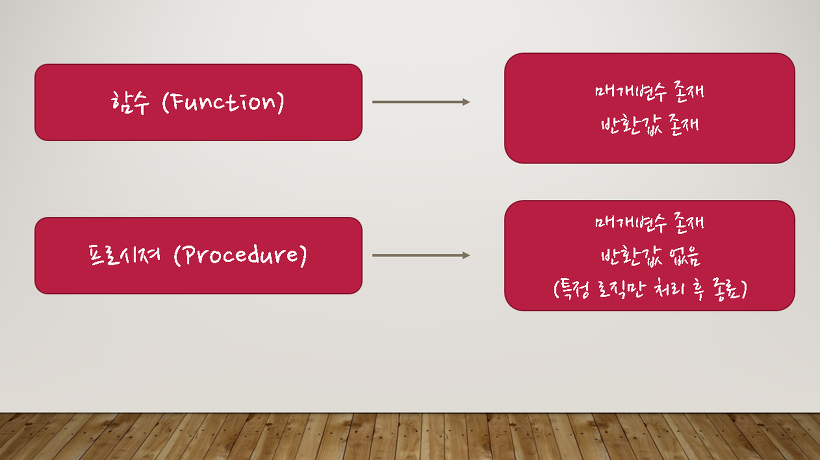 함수 (Function)
매개변수 존재
반환값 존재
프로시져 (Procedure)
매개변수 존재
반환값 없음
(특정 로직만 처리 후 종료)